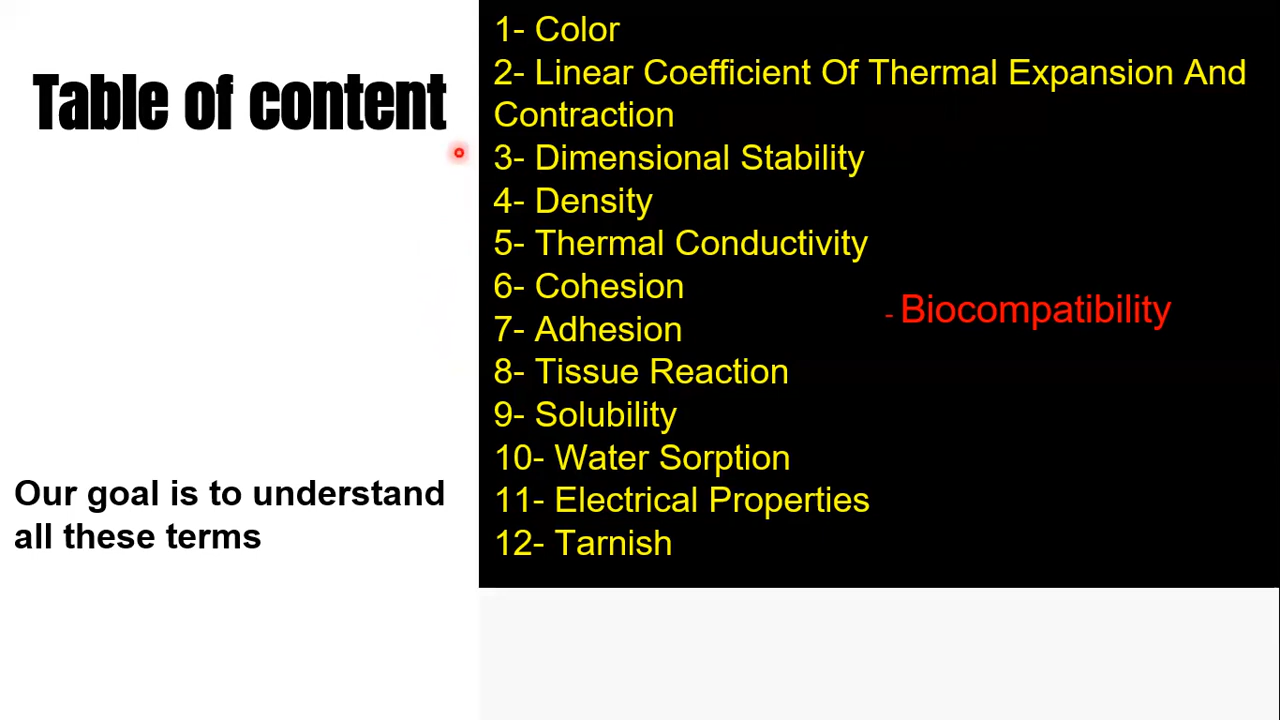 Table of content
1- Color
2- Linear Coefficient Of Thermal Expansion And
Contraction
3- Dimensional Stability
4- Density
5- Thermal Conductivity
6- Cohesion
7- Adhesion
8- Tissue Reaction
9- Solubility
10- Water Sorption
11- Electrical Properties
12- Tarnish
- Biocompatibility
Our goal is to understand
all these terms